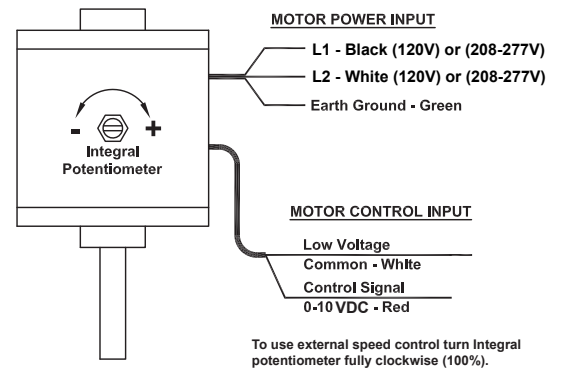 MOTOR POWER INPUT
L1 - Black (120V) or (208-277V)
L2 - White (120V) or (208-277V)
Earth Ground - Green
- +
Integral
Potentiometer
MOTOR CONTROL INPUT
Low Voltage
Common - White
Control Signal
0-10 VDC - Red
To use external speed control turn Integral
potentiometer fully clockwise (100%).